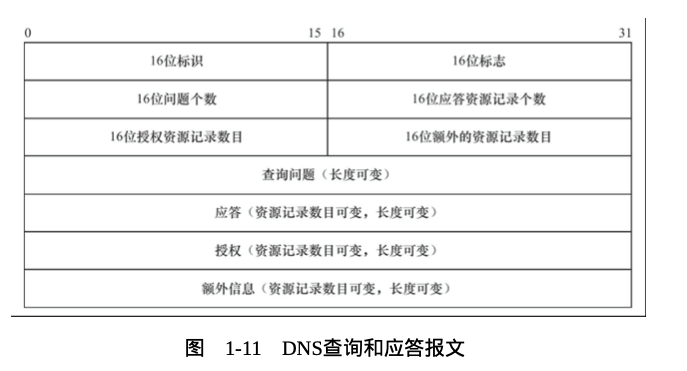 0 15 16 31
16位标识 16位标志
16位问题个数 16位应答资源记录个数
16位授权资源记录数目 16位额外的资源记录数目
查询问题（长度可变）
应答（资源记录数目可变，长度可变）
授权（资源记录数目可变，长度可变）
额外信息（资源记录数目可变，长度可变）
图 1-11 DNS查询和应答报文